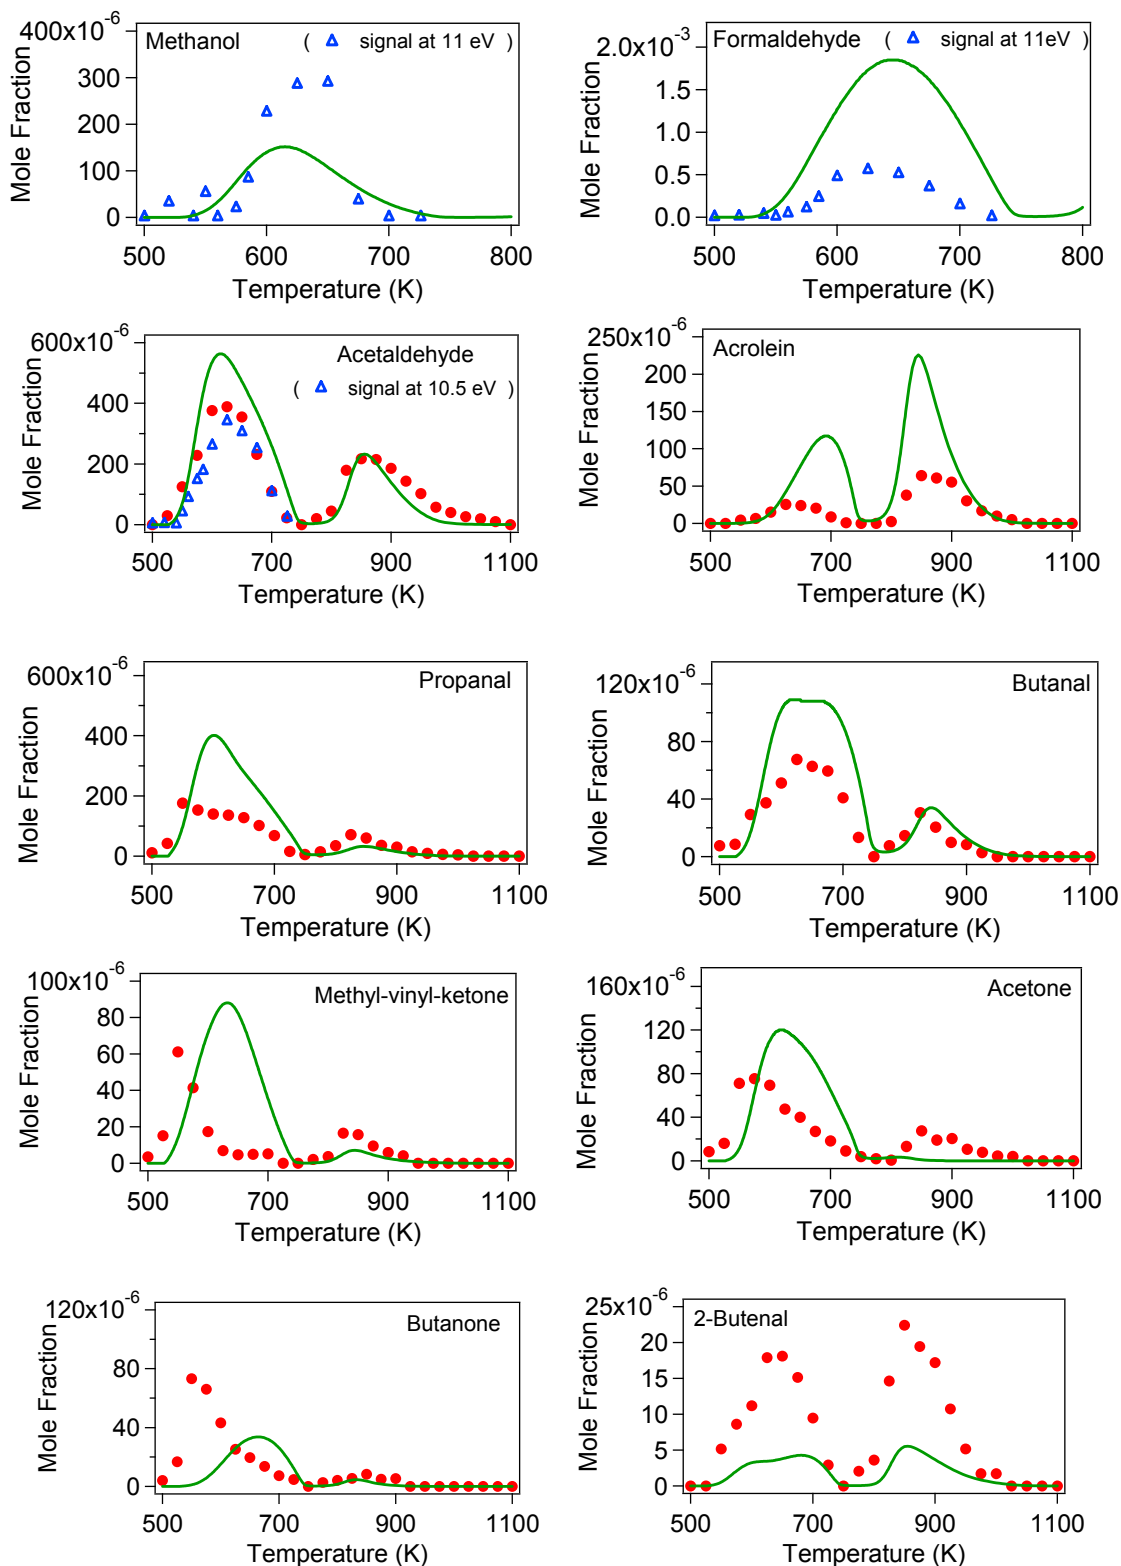 400x10-6
Methanol ( signal at 11 eV )
300
200
100
0
Mole Fraction
500 600 700 800
Temperature (K)
Formaldehyde ( signal at 11eV )
2.0x10-3
1.5
1.0
0.5
0.0
Mole Fraction
500 600 700 800
Temperature (K)
600x10-6
Acetaldehyde
( signal at 10.5 eV )
400
200
0
Mole Fraction
500 700 900 1100
Temperature (K)
250x10-6
Acrolein
200
150
100
50
0
Mole Fraction
500 700 900 1100
Temperature (K)
600x10-6
Propanal
400
200
0
Mole Fraction
500 700 900 1100
Temperature (K)
120x10-6
Butanal
80
40
0
Mole Fraction
500 700 900 1100
Temperature (K)
100x10-6
Methyl-vinyl-ketone
80
60
40
20
0
Mole Fraction
500 700 900 1100
Temperature (K)
160x10-6
Acetone
120
80
40
0
Mole Fraction
500 700 900 1100
Temperature (K)
120x10-6
Butanone
80
40
0
Mole Fraction
500 700 900 1100
Temperature (K)
25x10-6
2-Butenal
20
15
10
5
0
Mole Fraction
500 700 900 1100
Temperature (K)